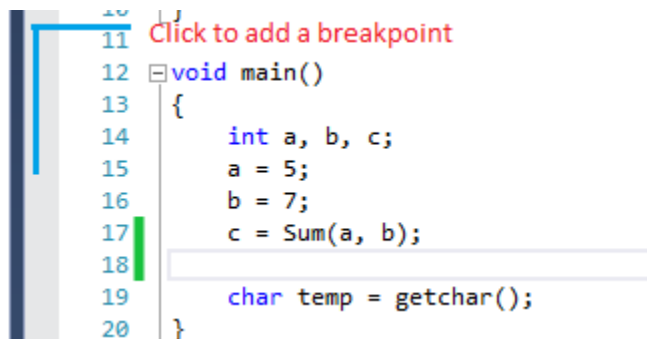 10 }
11 Click to add a breakpoint
12 void main()
13 {
14 int a, b, c;
15 a = 5;
16 b = 7;
17 c = Sum(a, b);
18
19 char temp = getchar();
20 }